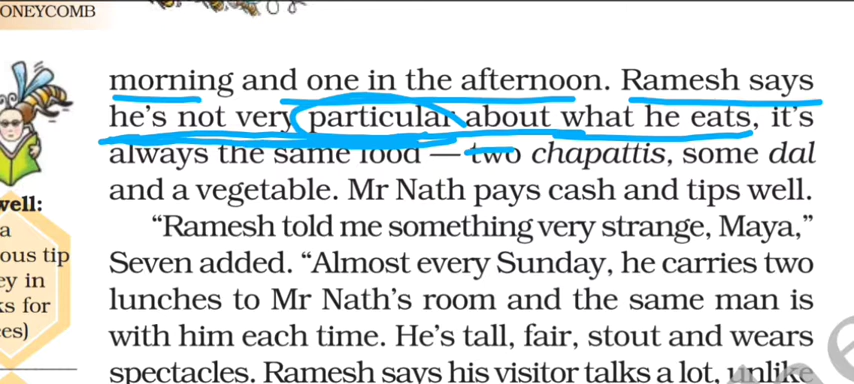 ONEYCOMB
morning and one in the afternoon. Ramesh says
he's not very particular about what he eats, it's
always the same food — two chapattis, some dal
and a vegetable. Mr Nath pays cash and tips well.
“Ramesh told me something very strange, Maya,”
Seven added. “Almost every Sunday, he carries two
lunches to Mr Nath's room and the same man is
with him each time. He's tall, fair, stout and wears
spectacles. Ramesh says his visitor talks a lot, unlike
well:
a
ous tip
ey in
ks for
ces)